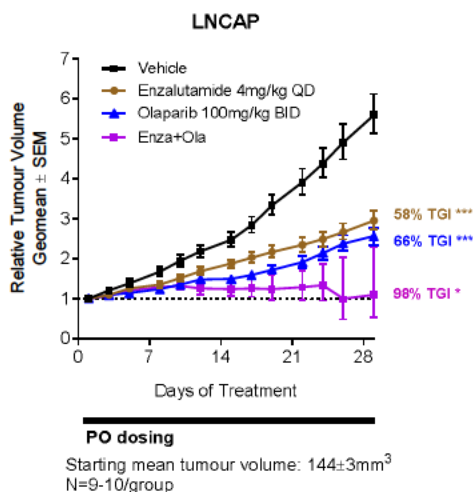 LNCAP
Relative Tumour Volume
Geomean ± SEM
7
6
5
4
3
2
1
0
Vehicle
Enzalutamide 4mg/kg QD
Olaparib 100mg/kg BID
Enza+Ola
58% TGI ***
66% TGI ***
98% TGI *
0 7 14 21 28
Days of Treatment
PO dosing
Starting mean tumour volume: 144±3mm³
N=9-10/group